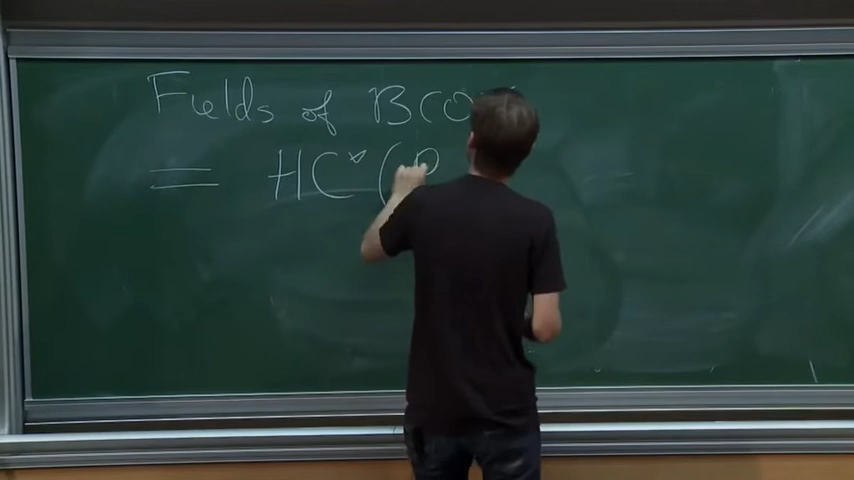 Fields of BCO
= HC* (P